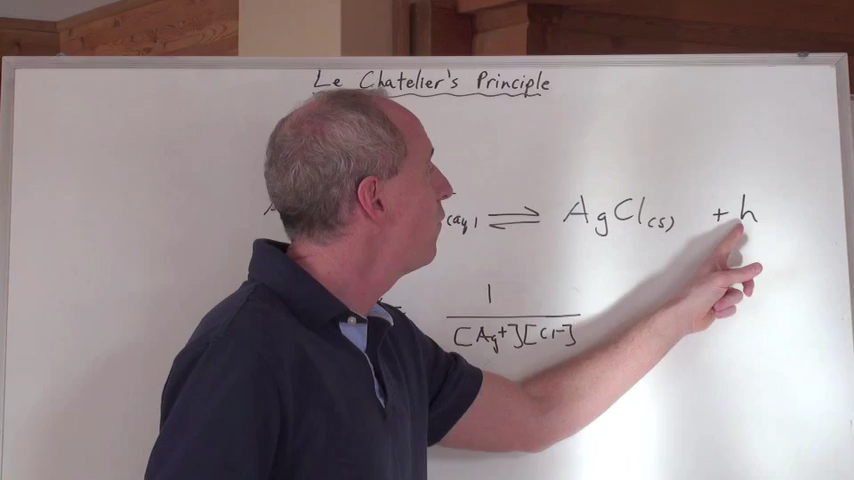 Le Chatelier's Principle
(aq) ⇌ AgCl(s) + h
1
[Ag+][Cl-]